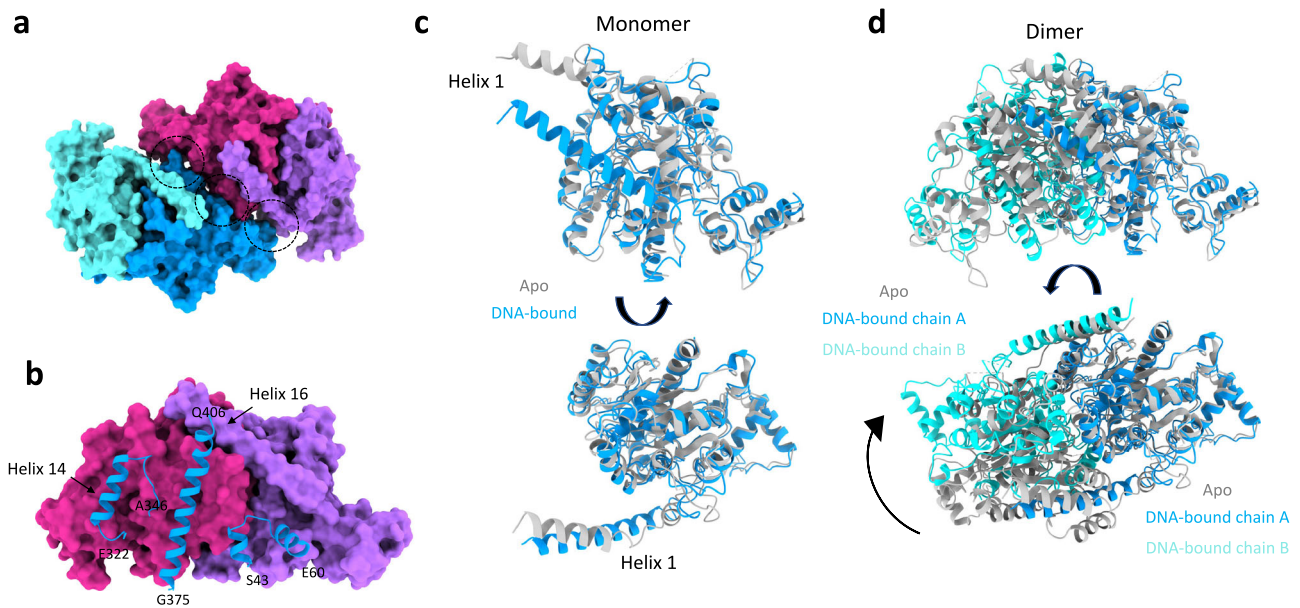 a
b
Helix 14
Q406
Helix 16
A346
E322
G375
S43
E60
c
Monomer
Helix 1
Apo
DNA-bound
Helix 1
d
Dimer
Apo
DNA-bound chain A
DNA-bound chain B
Apo
DNA-bound chain A
DNA-bound chain B